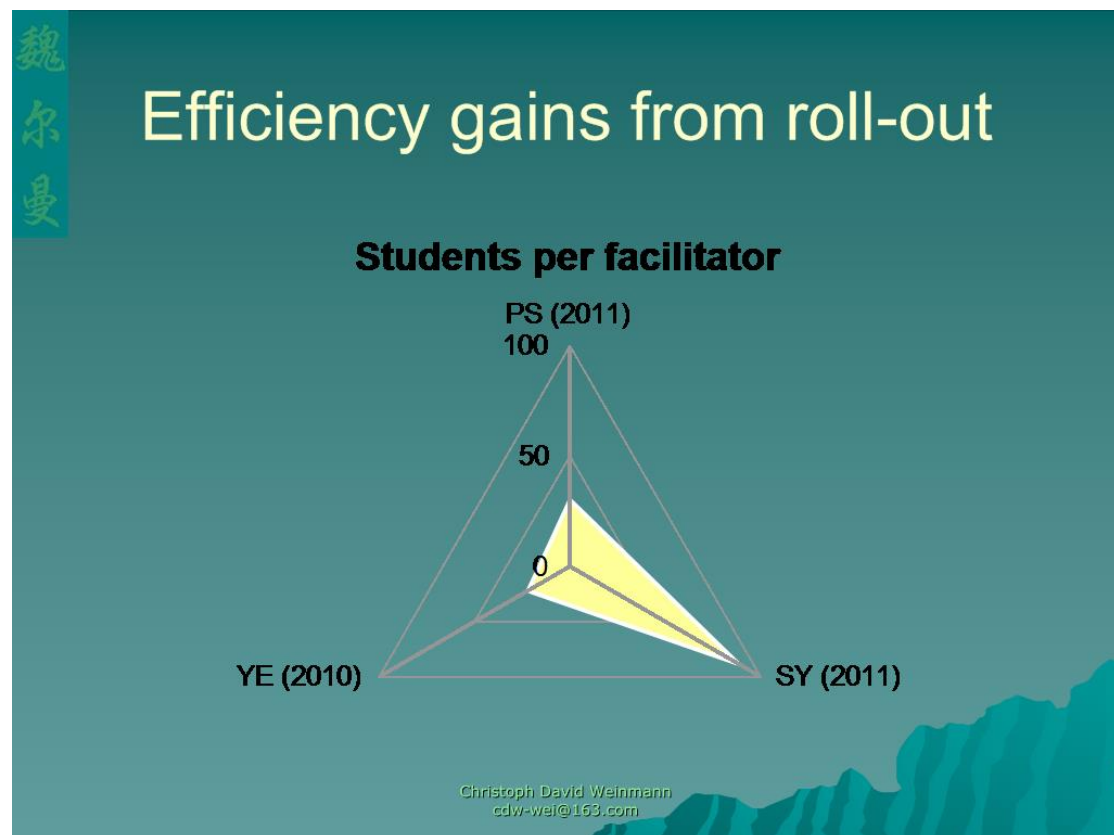 魏
尔
曼
Efficiency gains from roll-out
Students per facilitator
PS (2011)
100
50
0
YE (2010)
SY (2011)
Christoph David Weinmann
cdw-wei@163.com